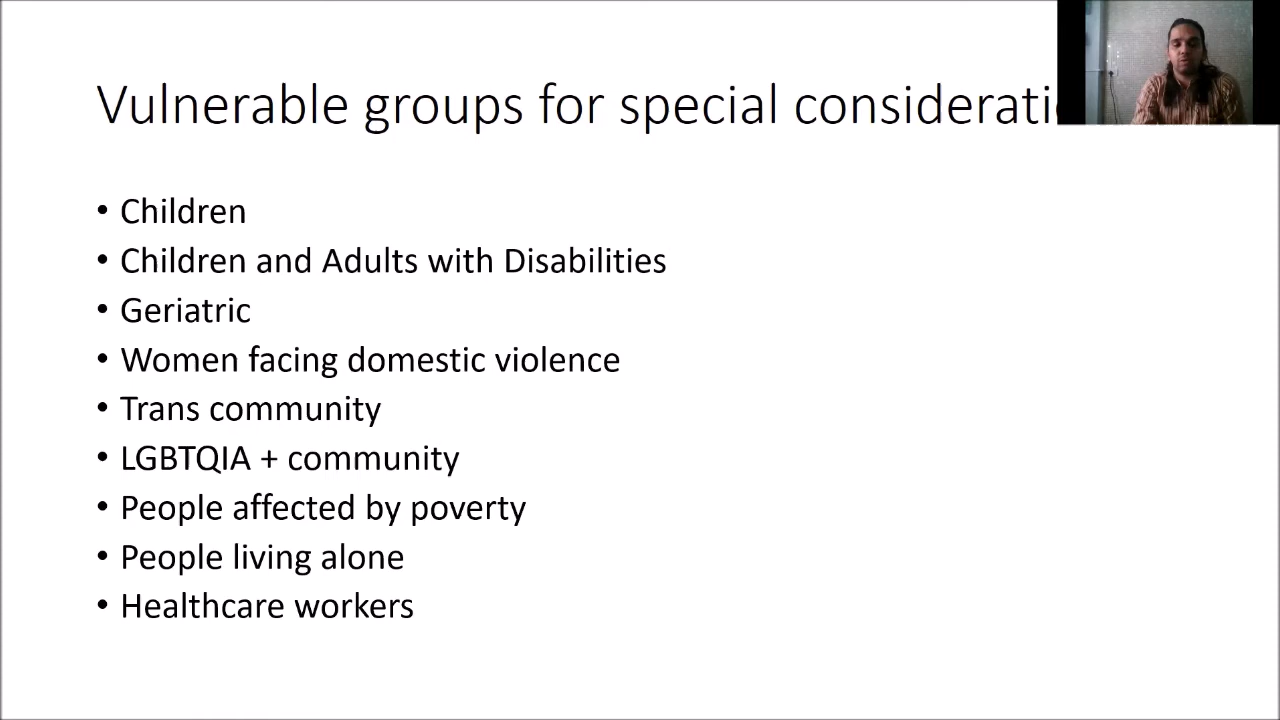 Vulnerable groups for special considerati
• Children
• Children and Adults with Disabilities
• Geriatric
• Women facing domestic violence
• Trans community
• LGBTQIA + community
• People affected by poverty
• People living alone
• Healthcare workers